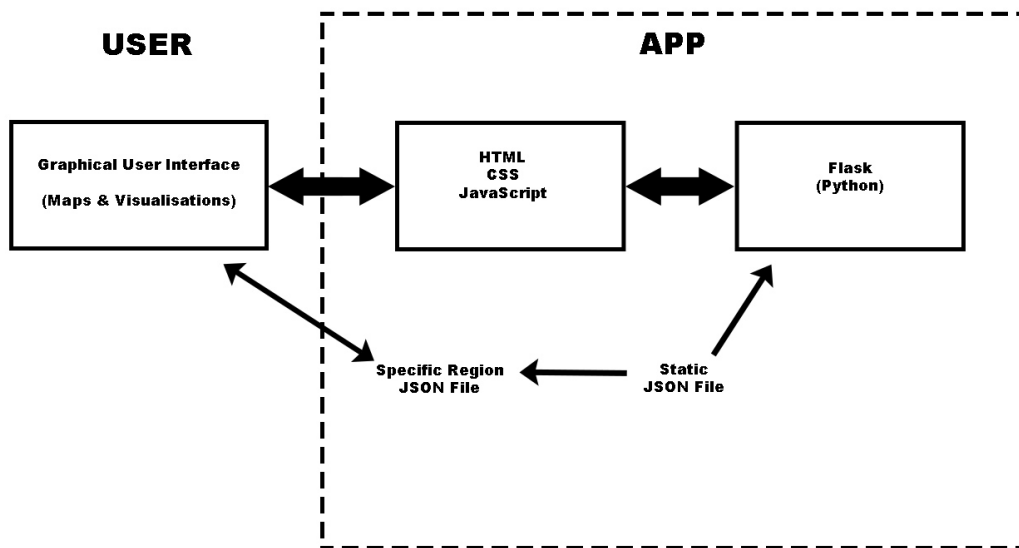 USER
APP
Graphical User Interface
(Maps & Visualisations)
HTML
CSS
JavaScript
Flask
(Python)
Specific Region
JSON File
Static
JSON File